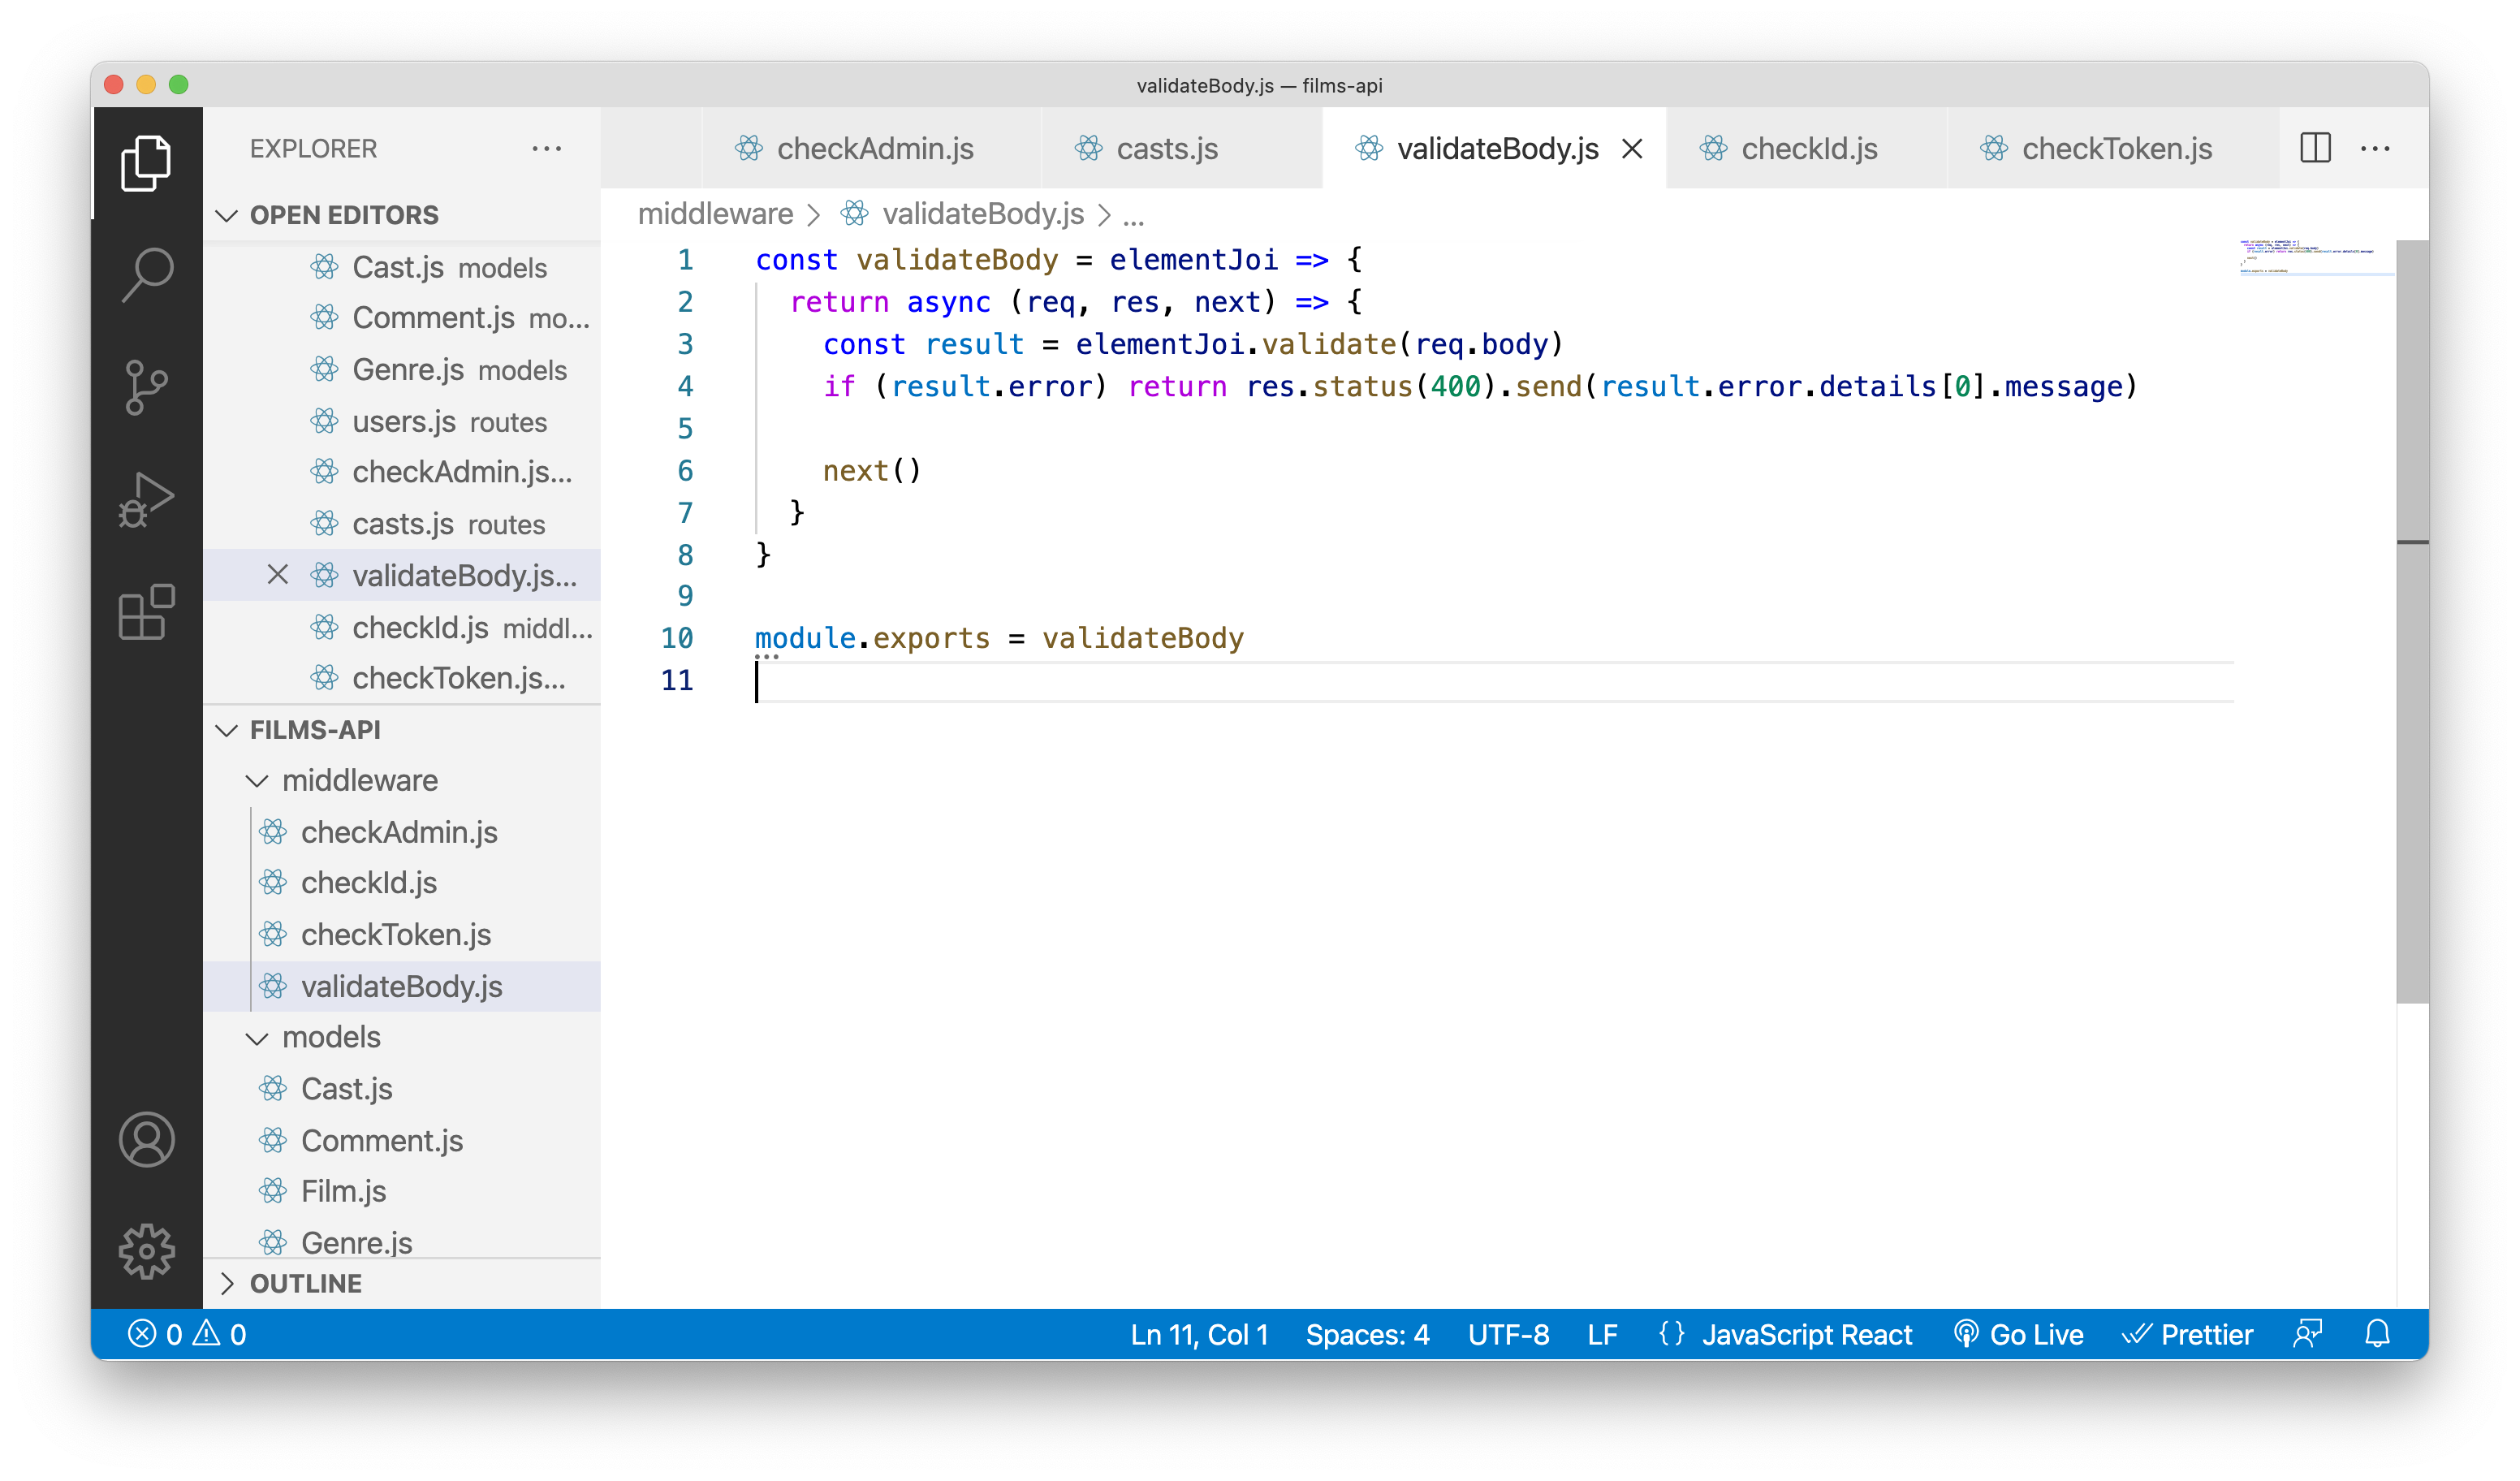 validateBody.js — films-api
EXPLORER
checkAdmin.js
casts.js
validateBody.js
checkId.js
checkToken.js
OPEN EDITORS
Cast.js models
Comment.js mo...
Genre.js models
users.js routes
checkAdmin.js...
casts.js routes
validateBody.js...
checkId.js middl...
checkToken.js...
FILMS-API
middleware
checkAdmin.js
checkId.js
checkToken.js
validateBody.js
models
Cast.js
Comment.js
Film.js
Genre.js
OUTLINE
middleware > validateBody.js > ...
1 const validateBody = elementJoi => {
2   return async (req, res, next) => {
3     const result = elementJoi.validate(req.body)
4     if (result.error) return res.status(400).send(result.error.details[0].message)
5
6     next()
7   }
8 }
9
10 module.exports = validateBody
11
0 0
Ln 11, Col 1
Spaces: 4
UTF-8
LF
{} JavaScript React
Go Live
Prettier